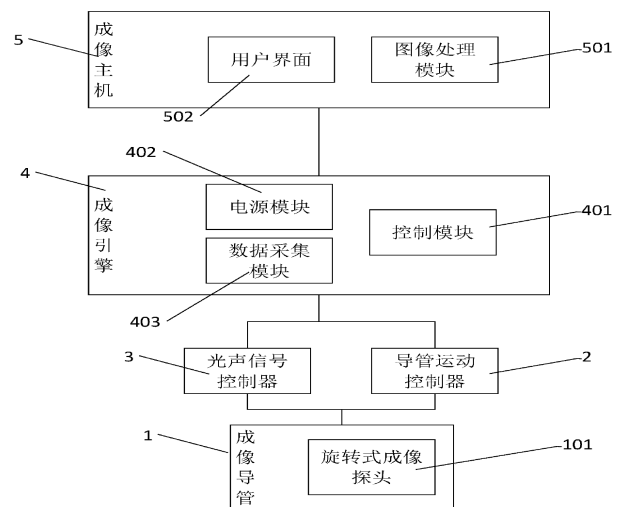 5
成像主机
用户界面
图像处理
模块
501
502
402
4
成像引擎
电源模块
控制模块
401
数据采集
模块
403
3
光声信号
控制器
导管运动
控制器
2
1
成像导管
旋转式成像
探头
101